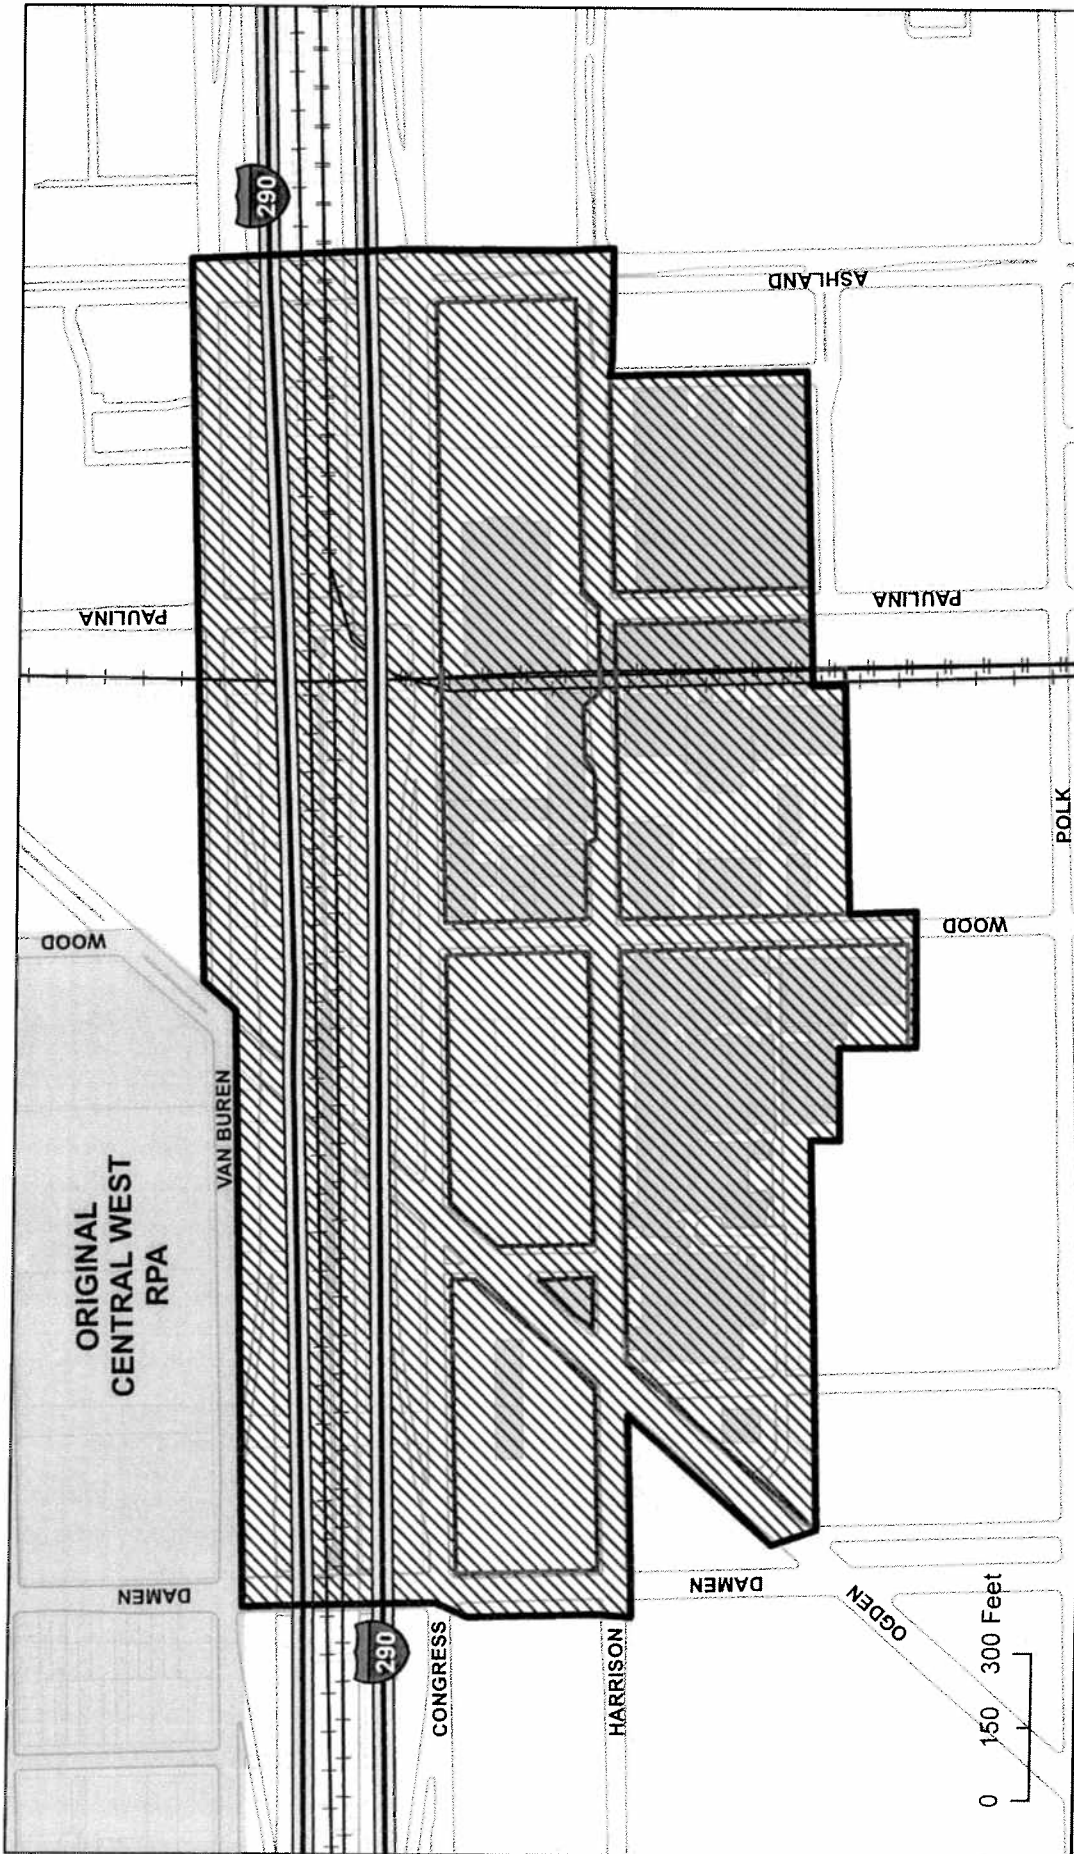 290
ASHLAND
PAULINA
PAULINA
WOOD
WOOD
POLK
VAN BUREN
ORIGINAL
CENTRAL WEST
RPA
DAMEN
DAMEN
OGDEN
290
CONGRESS
HARRISON
0 150 300 Feet